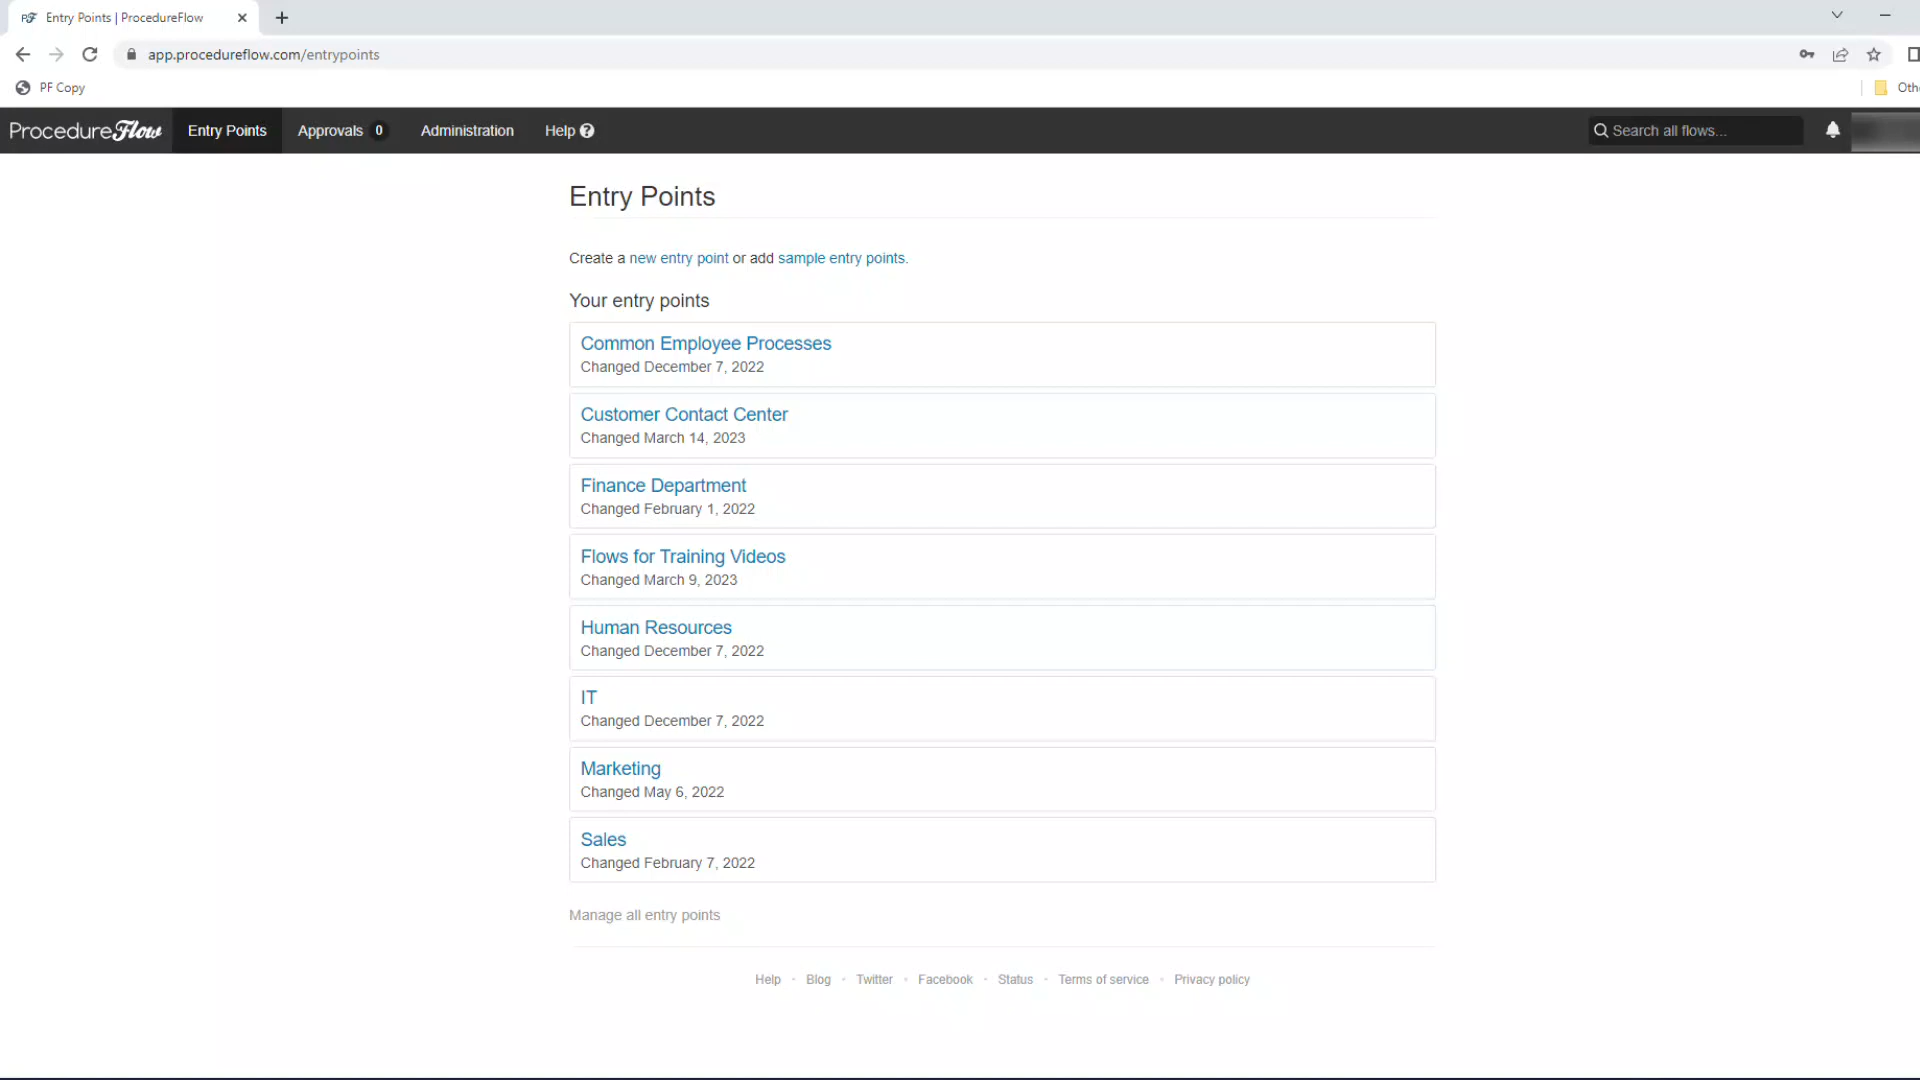 Entry Points | ProcedureFlow
app.procedureflow.com/entrypoints
PF Copy
ProcedureFlow Entry Points Approvals 0 Administration Help ? Search all flows...
Entry Points
Create a new entry point or add sample entry points.
Your entry points
Common Employee Processes
Changed December 7, 2022
Customer Contact Center
Changed March 14, 2023
Finance Department
Changed February 1, 2022
Flows for Training Videos
Changed March 9, 2023
Human Resources
Changed December 7, 2022
IT
Changed December 7, 2022
Marketing
Changed May 6, 2022
Sales
Changed February 7, 2022
Manage all entry points
Help · Blog · Twitter · Facebook · Status · Terms of service · Privacy policy